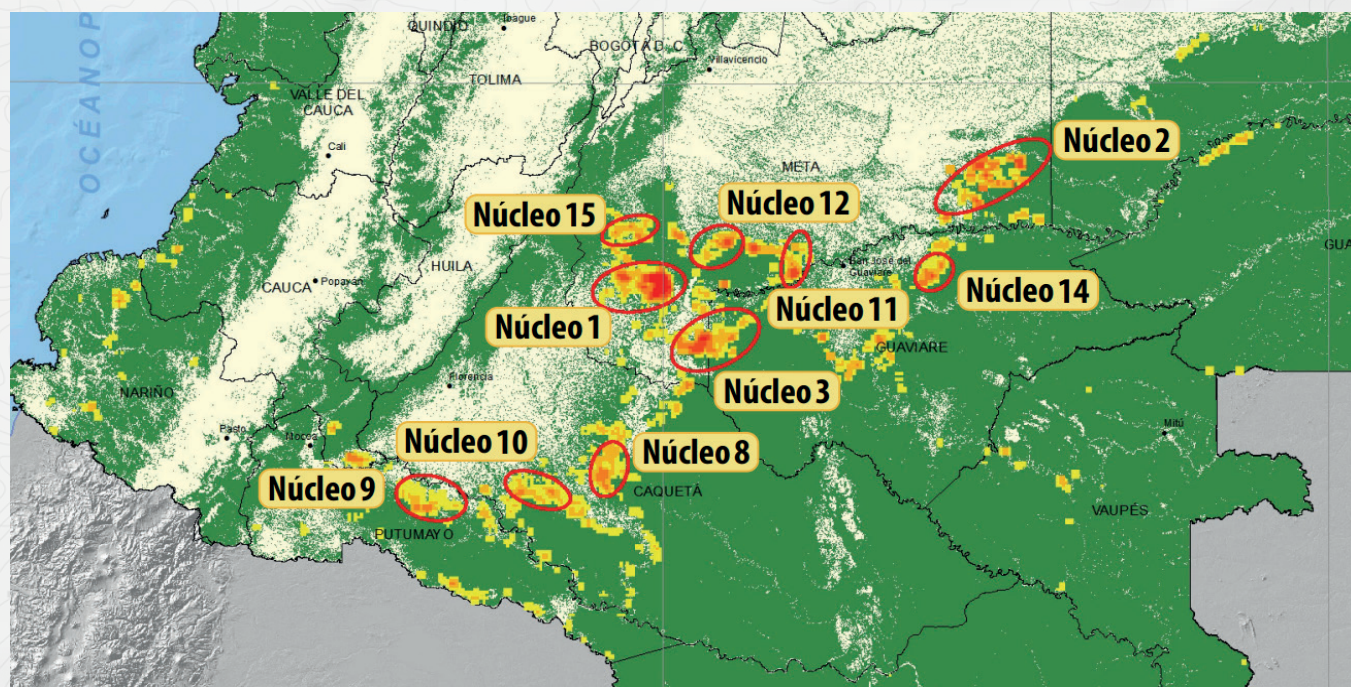 OCÉANO P
QUINDÍO
Ibague
BOGOTÁ D. C
Villavicencio
TOLIMA
VALLE DEL
CAUCA
Cali
Núcleo 2
META
Núcleo 15
Núcleo 12
HUILA
San José del
Guaviare
GUA
CAUCA
Popayán
Núcleo 14
Núcleo 11
Núcleo 1
GUAVIARE
Florencia
NARIÑO
Núcleo 3
Pasto
Mocoa
Mitú
Núcleo 10
Núcleo 8
Núcleo 9
CAQUETÁ
VAUPÉS
PUTUMAYO